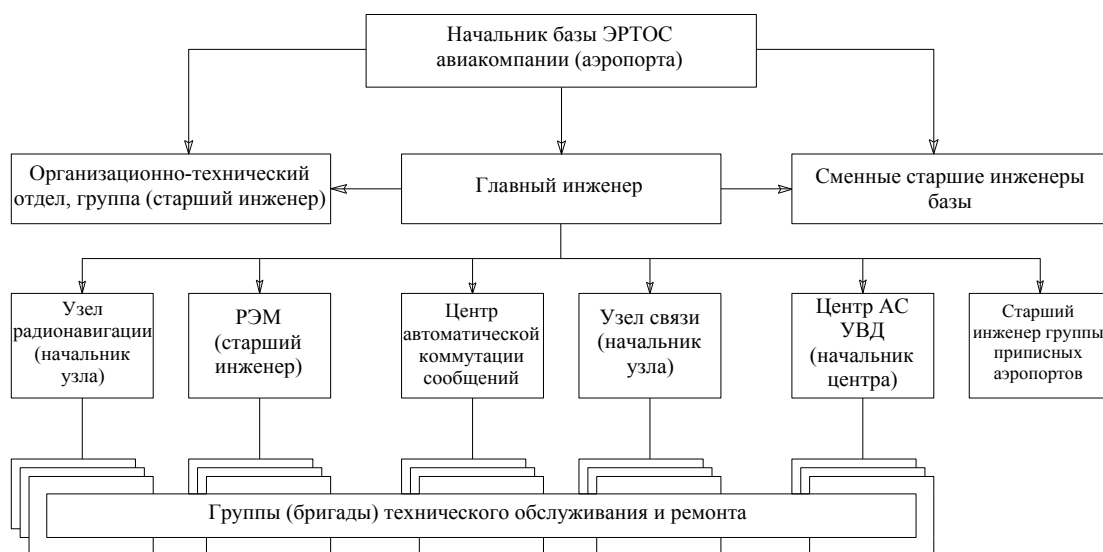 Начальник базы ЭРТОС
авиакомпании (аэропорта)
Организационно-технический
отдел, группа (старший инженер)
Главный инженер
Сменные старшие инженеры
базы
Узел
радионавигации
(начальник
узла)
РЭМ
(старший
инженер)
Центр
автоматической
коммутации
сообщений
Узел связи
(начальник
узла)
Центр АС
УВД
(начальник
центра)
Старший
инженер группы
приписных
аэропортов
Группы (бригады) технического обслуживания и ремонта